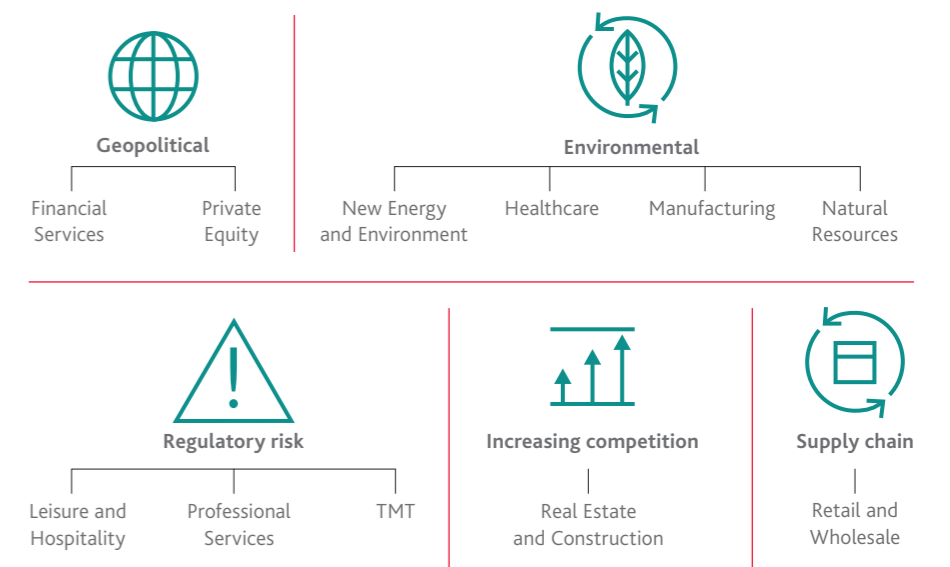 Geopolitical
Financial
Services
Private
Equity
Environmental
New Energy
and Environment
Healthcare
Manufacturing
Natural
Resources
Regulatory risk
Leisure and
Hospitality
Professional
Services
TMT
Increasing competition
Real Estate
and Construction
Supply chain
Retail and
Wholesale